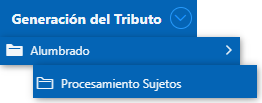 Generación del Tributo
Alumbrado
Procesamiento Sujetos